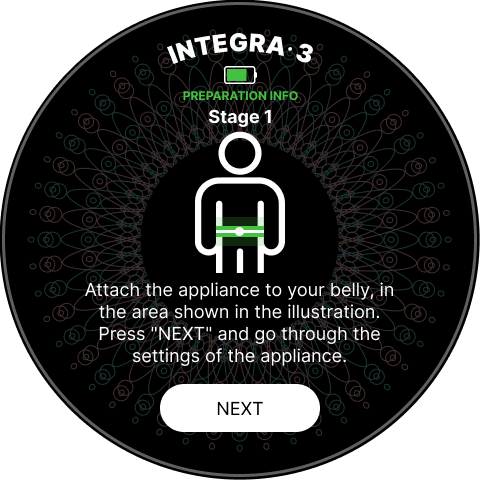 INTEGRA·3
PREPARATION INFO
Stage 1
Attach the appliance to your belly, in
the area shown in the illustration.
Press "NEXT" and go through the
settings of the appliance.
NEXT